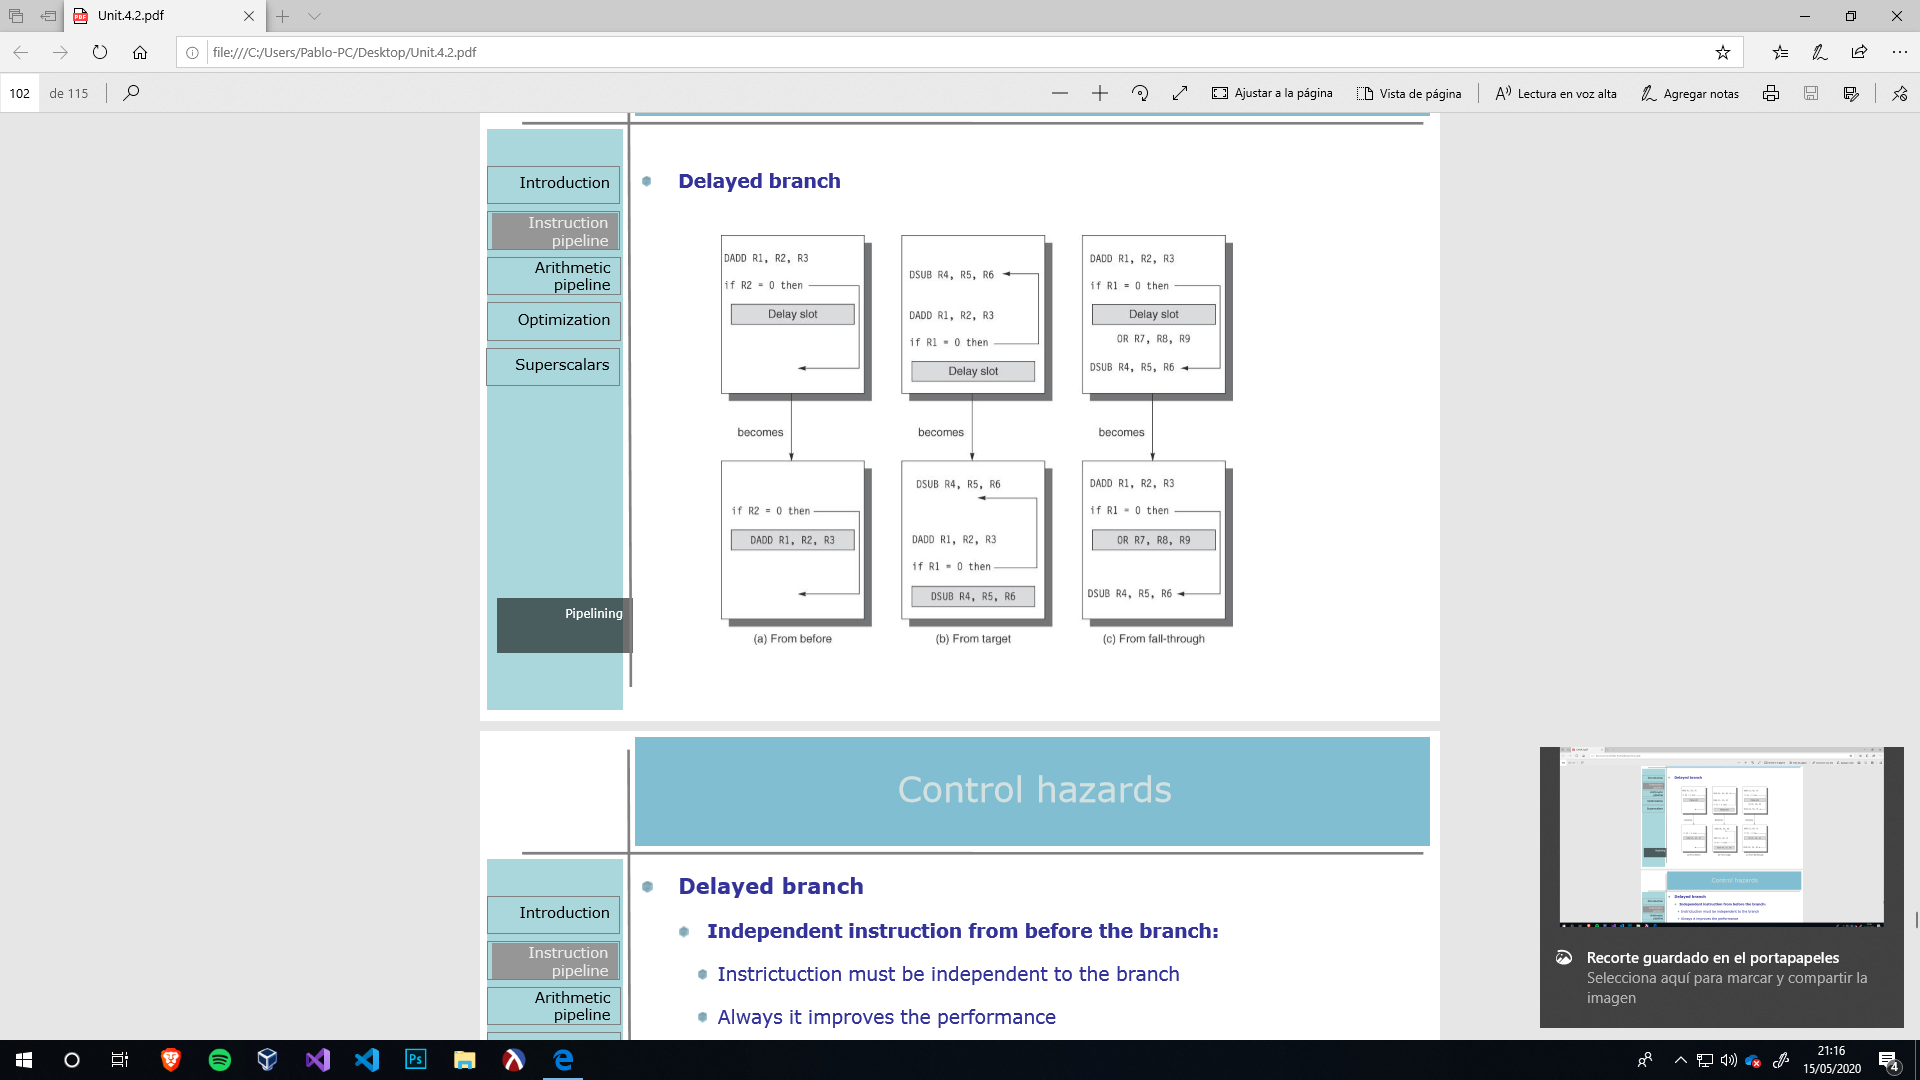 Unit.4.2.pdf
file:///C:/Users/Pablo-PC/Desktop/Unit.4.2.pdf
102 de 115
Ajustar a la página
Vista de página
Lectura en voz alta
Agregar notas
Introduction
Instruction
pipeline
Arithmetic
pipeline
Optimization
Superscalars
Pipelining
Delayed branch
DADD R1, R2, R3
if R2 = 0 then
Delay slot
becomes
if R2 = 0 then
DADD R1, R2, R3
(a) From before
DSUB R4, R5, R6
DADD R1, R2, R3
if R1 = 0 then
Delay slot
becomes
DSUB R4, R5, R6
DADD R1, R2, R3
if R1 = 0 then
DSUB R4, R5, R6
(b) From target
DADD R1, R2, R3
if R1 = 0 then
Delay slot
OR R7, R8, R9
DSUB R4, R5, R6
becomes
DADD R1, R2, R3
if R1 = 0 then
OR R7, R8, R9
DSUB R4, R5, R6
(c) From fall-through
Control hazards
Introduction
Instruction
pipeline
Arithmetic
pipeline
Delayed branch
Independent instruction from before the branch:
Instrictuction must be independent to the branch
Always it improves the performance
Recorte guardado en el portapapeles
Selecciona aquí para marcar y compartir la
imagen
Ps
21:16
15/05/2020
4